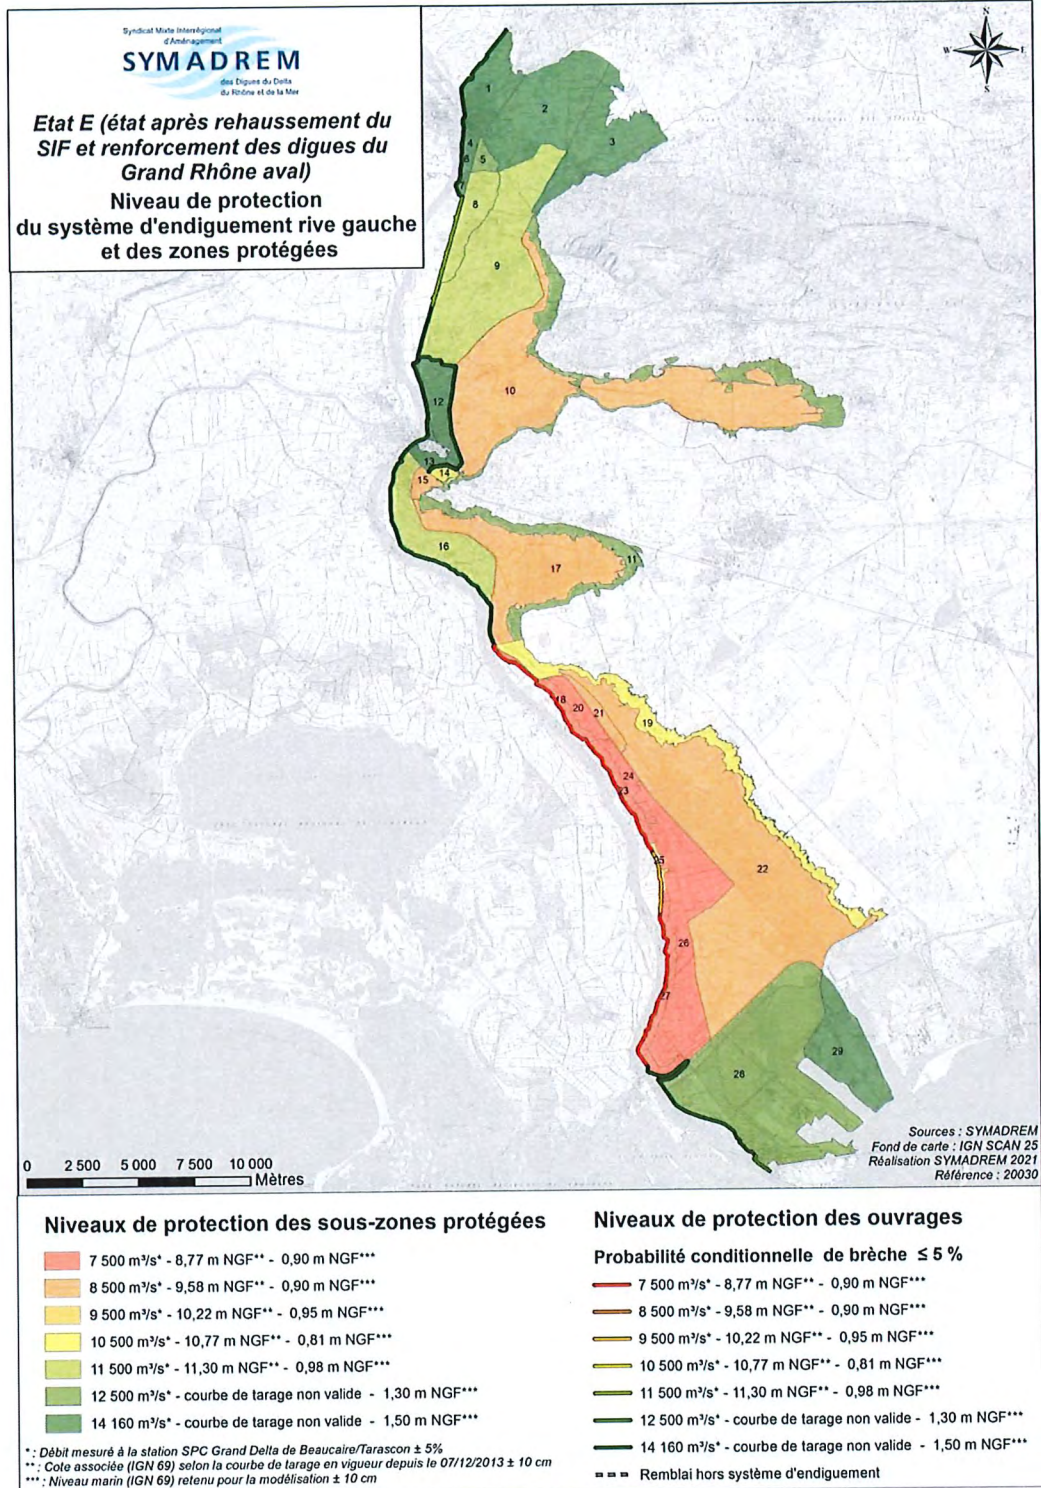 Syndicat Mixte Interrégional
d'Aménagement
SYMADREM
des Digues du Delta
du Rhône et de la Mer
Etat E (état après rehaussement du
SIF et renforcement des digues du
Grand Rhône aval)
Niveau de protection
du système d'endiguement rive gauche
et des zones protégées
N
W
E
S
1
2
3
4
6
5
8
9
10
12
13
14
15
16
17
11
18
20
21
19
24
23
25
22
26
27
28
29
Sources : SYMADREM
Fond de carte : IGN SCAN 25
Réalisation SYMADREM 2021
Référence : 20030
0 2 500 5 000 7 500 10 000
Mètres
Niveaux de protection des sous-zones protégées
7 500 m³/s* - 8,77 m NGF** - 0,90 m NGF***
8 500 m³/s* - 9,58 m NGF** - 0,90 m NGF***
9 500 m³/s* - 10,22 m NGF** - 0,95 m NGF***
10 500 m³/s* - 10,77 m NGF** - 0,81 m NGF***
11 500 m³/s* - 11,30 m NGF** - 0,98 m NGF***
12 500 m³/s* - courbe de tarage non valide - 1,30 m NGF***
14 160 m³/s* - courbe de tarage non valide - 1,50 m NGF***
* : Débit mesuré à la station SPC Grand Delta de Beaucaire/Tarascon ± 5%
** : Cote associée (IGN 69) selon la courbe de tarage en vigueur depuis le 07/12/2013 ± 10 cm
*** : Niveau marin (IGN 69) retenu pour la modélisation ± 10 cm
Niveaux de protection des ouvrages
Probabilité conditionnelle de brèche ≤ 5 %
7 500 m³/s* - 8,77 m NGF** - 0,90 m NGF***
8 500 m³/s* - 9,58 m NGF** - 0,90 m NGF***
9 500 m³/s* - 10,22 m NGF** - 0,95 m NGF***
10 500 m³/s* - 10,77 m NGF** - 0,81 m NGF***
11 500 m³/s* - 11,30 m NGF** - 0,98 m NGF***
12 500 m³/s* - courbe de tarage non valide - 1,30 m NGF***
14 160 m³/s* - courbe de tarage non valide - 1,50 m NGF***
Remblai hors système d'endiguement